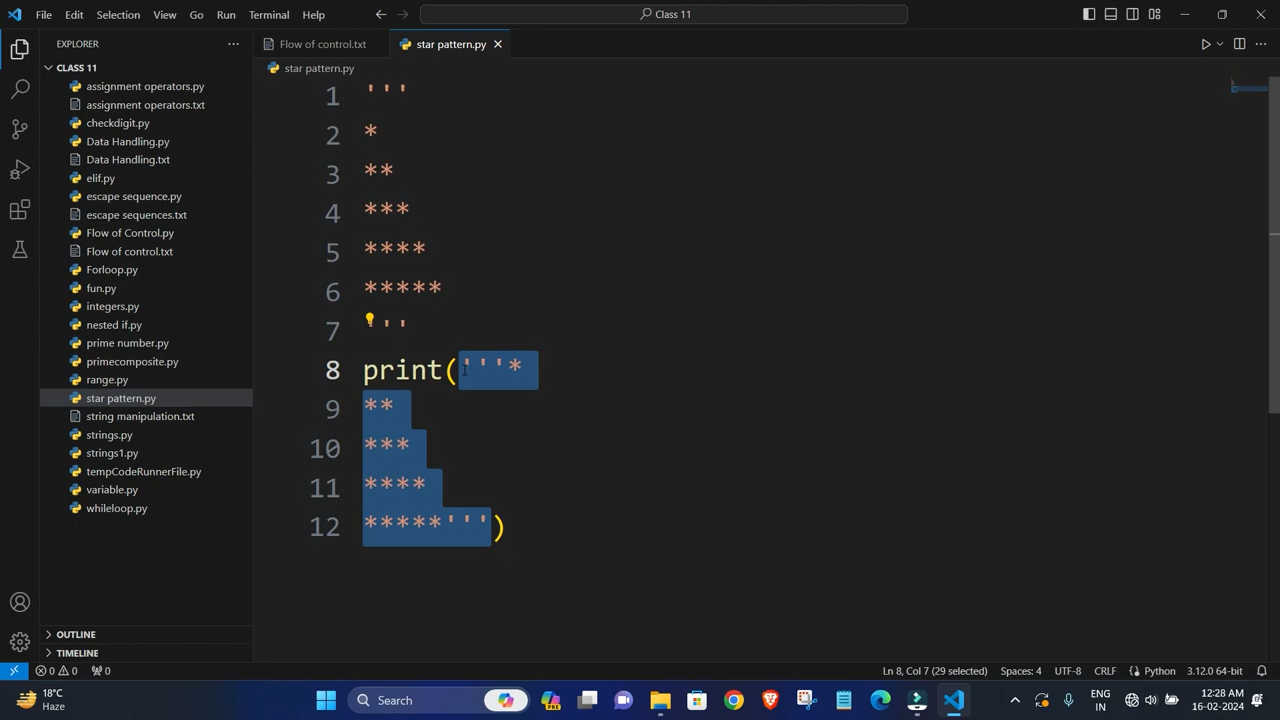 File Edit Selection View Go Run Terminal Help
Class 11
EXPLORER
Flow of control.txt
star pattern.py
CLASS 11
star pattern.py
assignment operators.py
assignment operators.txt
checkdigit.py
Data Handling.py
Data Handling.txt
elif.py
escape sequence.py
escape sequences.txt
Flow of Control.py
Flow of control.txt
Forloop.py
fun.py
integers.py
nested if.py
prime number.py
primecomposite.py
range.py
star pattern.py
string manipulation.txt
strings.py
strings1.py
tempCodeRunnerFile.py
variable.py
whileloop.py
OUTLINE
TIMELINE
1 '''
2 *
3 **
4 ***
5 ****
6 *****
7 '''
8 print('''*
9 **
10 ***
11 ****
12 *****''')
0 0 0
Ln 8, Col 7 (29 selected) Spaces: 4 UTF-8 CRLF Python 3.12.0 64-bit
18°C
Haze
Search
PRE
ENG
IN
12:28 AM
16-02-2024